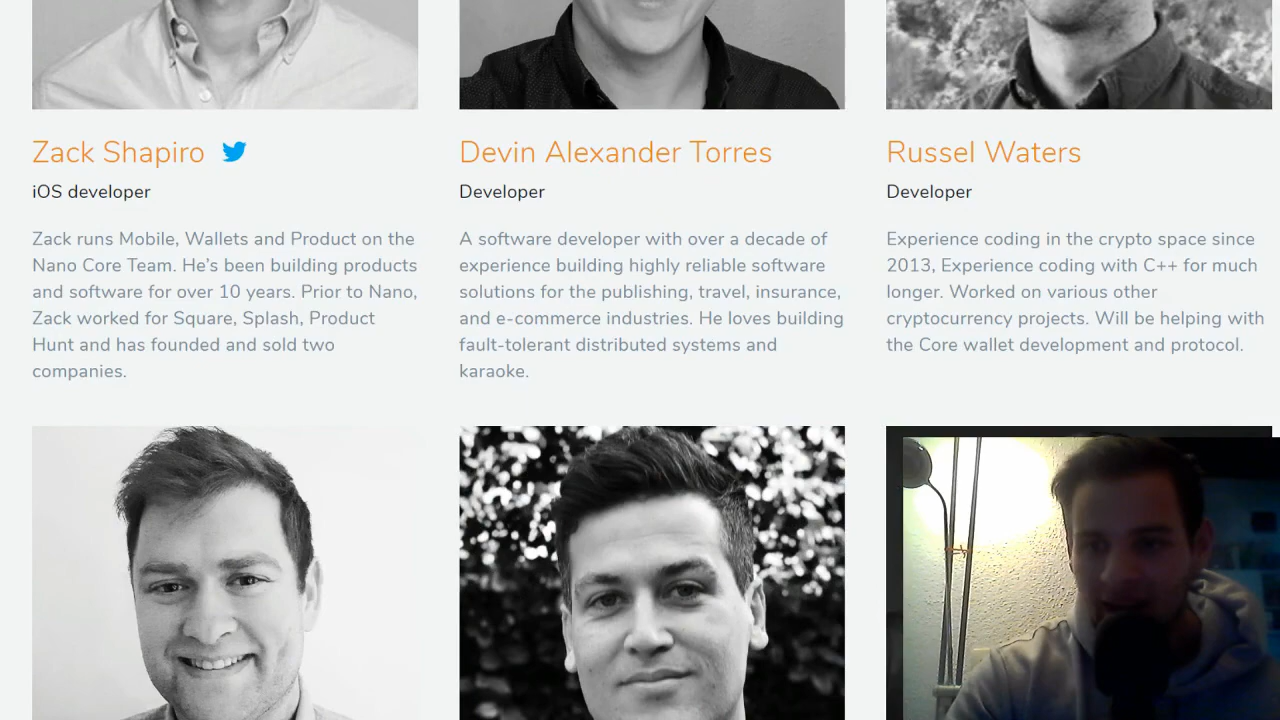 Zack Shapiro
iOS developer
Zack runs Mobile, Wallets and Product on the
Nano Core Team. He's been building products
and software for over 10 years. Prior to Nano,
Zack worked for Square, Splash, Product
Hunt and has founded and sold two
companies.
Devin Alexander Torres
Developer
A software developer with over a decade of
experience building highly reliable software
solutions for the publishing, travel, insurance,
and e-commerce industries. He loves building
fault-tolerant distributed systems and
karaoke.
Russel Waters
Developer
Experience coding in the crypto space since
2013, Experience coding with C++ for much
longer. Worked on various other
cryptocurrency projects. Will be helping with
the Core wallet development and protocol.